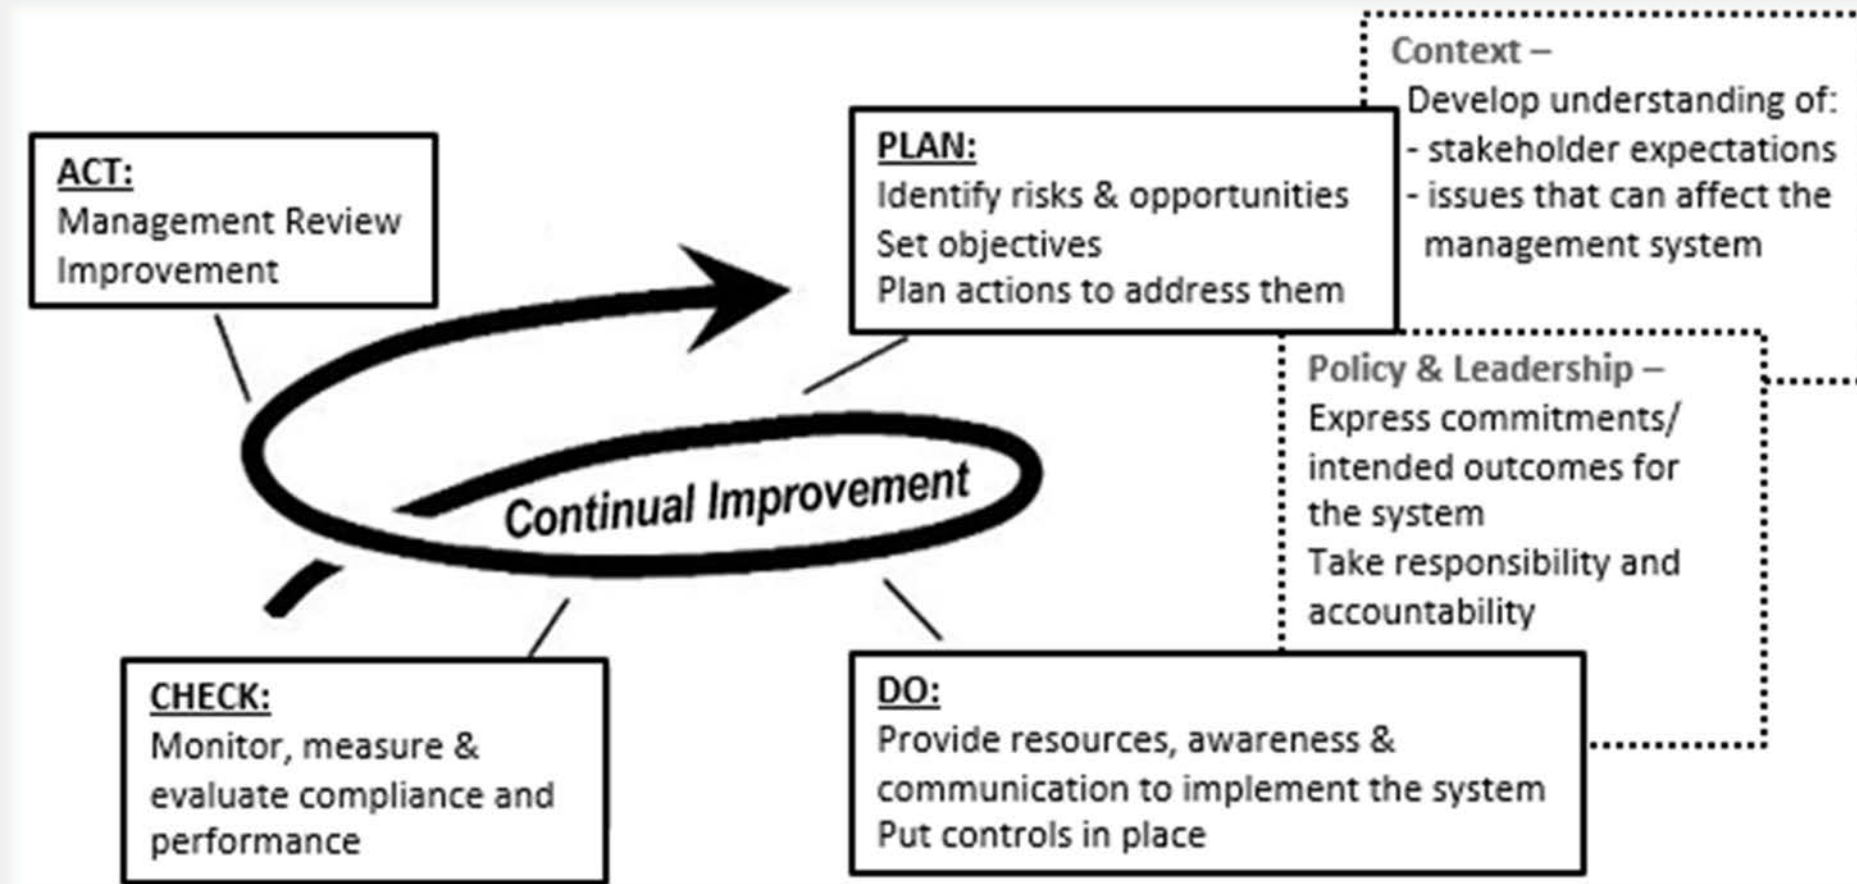 ACT:
Management Review
Improvement
PLAN:
Identify risks & opportunities
Set objectives
Plan actions to address them
Context –
Develop understanding of:
- stakeholder expectations
- issues that can affect the
management system
Policy & Leadership –
Express commitments/
intended outcomes for
the system
Take responsibility and
accountability
Continual Improvement
CHECK:
Monitor, measure &
evaluate compliance and
performance
DO:
Provide resources, awareness &
communication to implement the system
Put controls in place